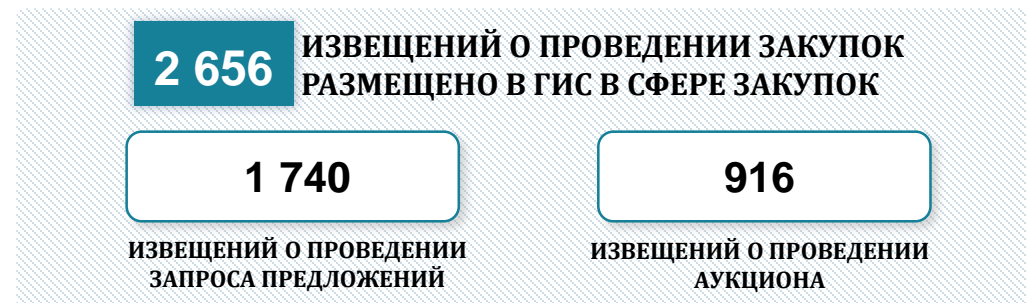 2 656
ИЗВЕЩЕНИЙ О ПРОВЕДЕНИИ ЗАКУПОК
РАЗМЕЩЕНО В ГИС В СФЕРЕ ЗАКУПОК
1 740
ИЗВЕЩЕНИЙ О ПРОВЕДЕНИИ
ЗАПРОСА ПРЕДЛОЖЕНИЙ
916
ИЗВЕЩЕНИЙ О ПРОВЕДЕНИИ
АУКЦИОНА